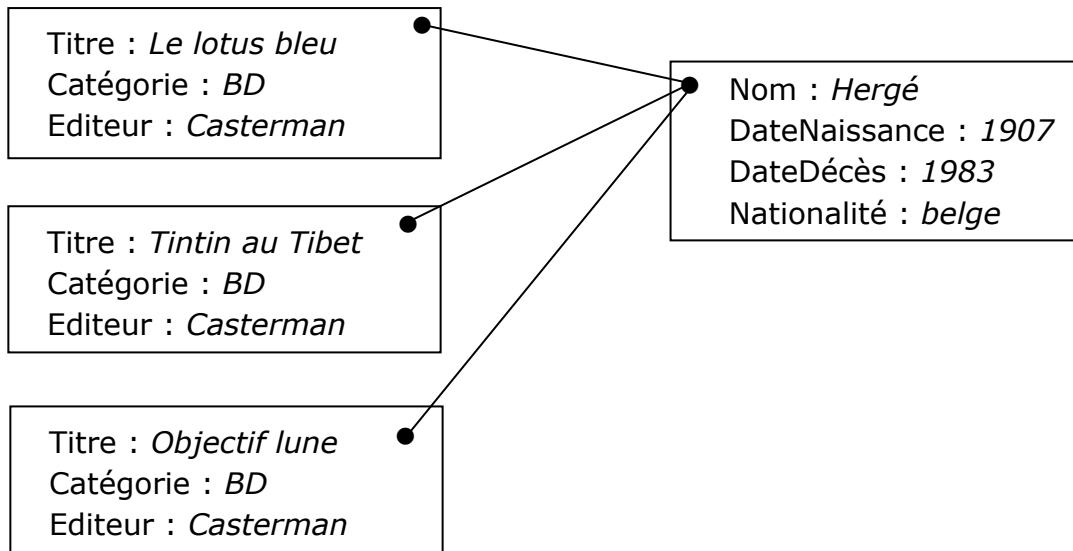 Titre : Le lotus bleu
Catégorie : BD
Editeur : Casterman
Nom : Hergé
DateNaissance : 1907
DateDécès : 1983
Nationalité : belge
Titre : Tintin au Tibet
Catégorie : BD
Editeur : Casterman
Titre : Objectif lune
Catégorie : BD
Editeur : Casterman